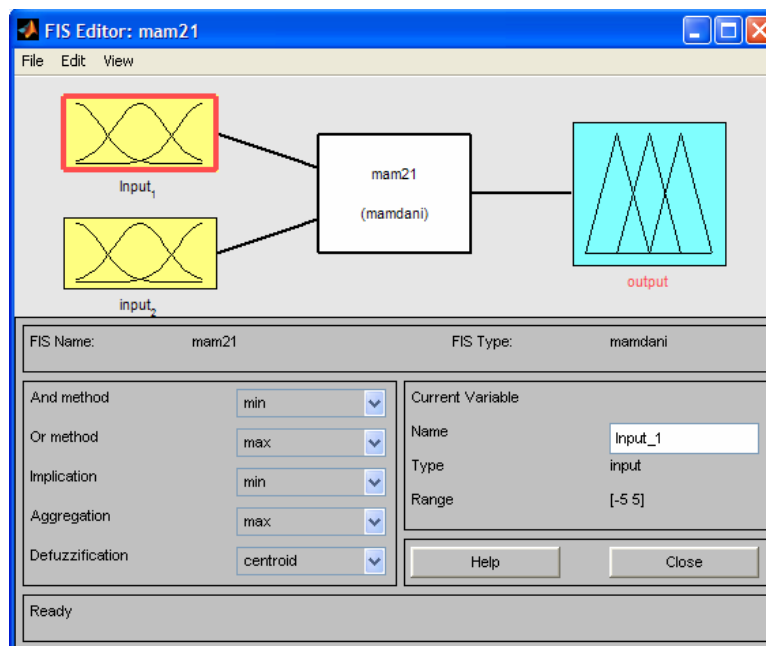 FIS Editor: mam21
File Edit View
Input_1
mam21
(mamdani)
input_2
output
FIS Name: mam21 FIS Type: mamdani
And method min
Or method max
Implication min
Aggregation max
Defuzzification centroid
Current Variable
Name Input_1
Type input
Range [-5 5]
Help Close
Ready